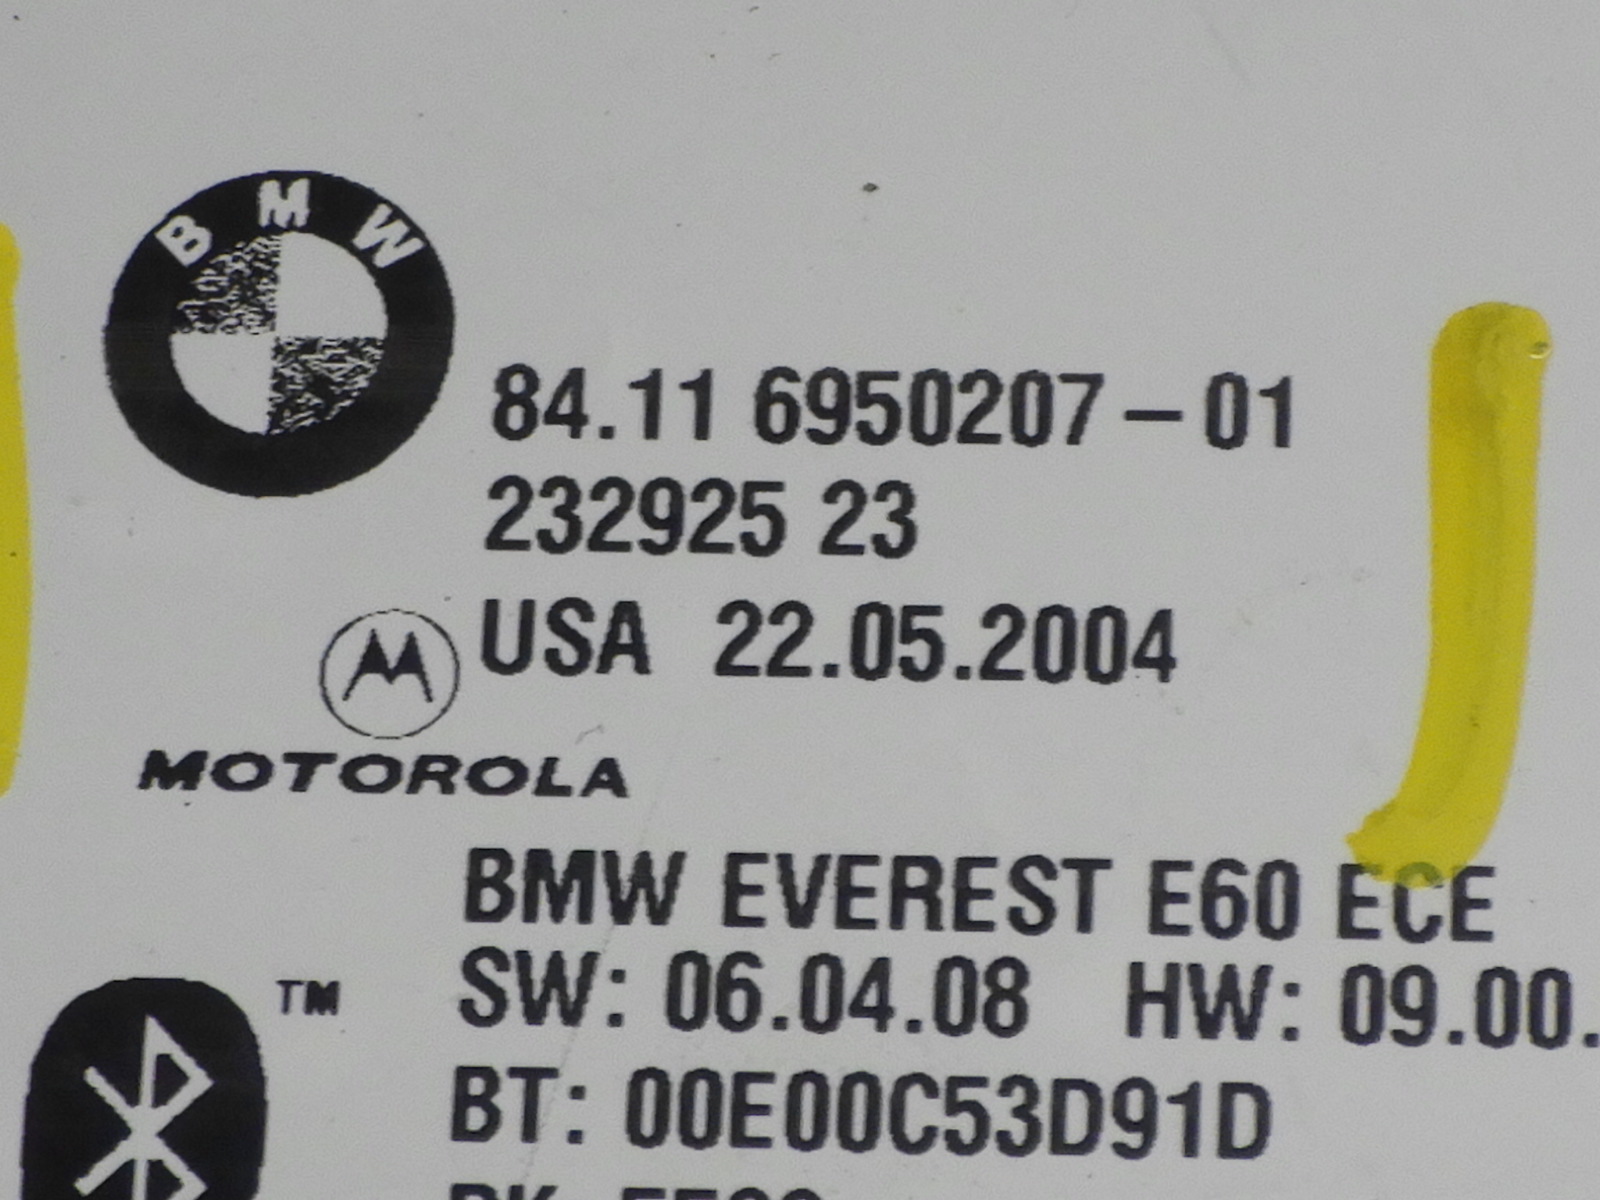 BMW
84.11 6950207-01
232925 23
USA 22.05.2004
MOTOROLA
BMW EVEREST E60 ECE
SW: 06.04.08 HW: 09.00.
TM
BT: 00E00C53D91D